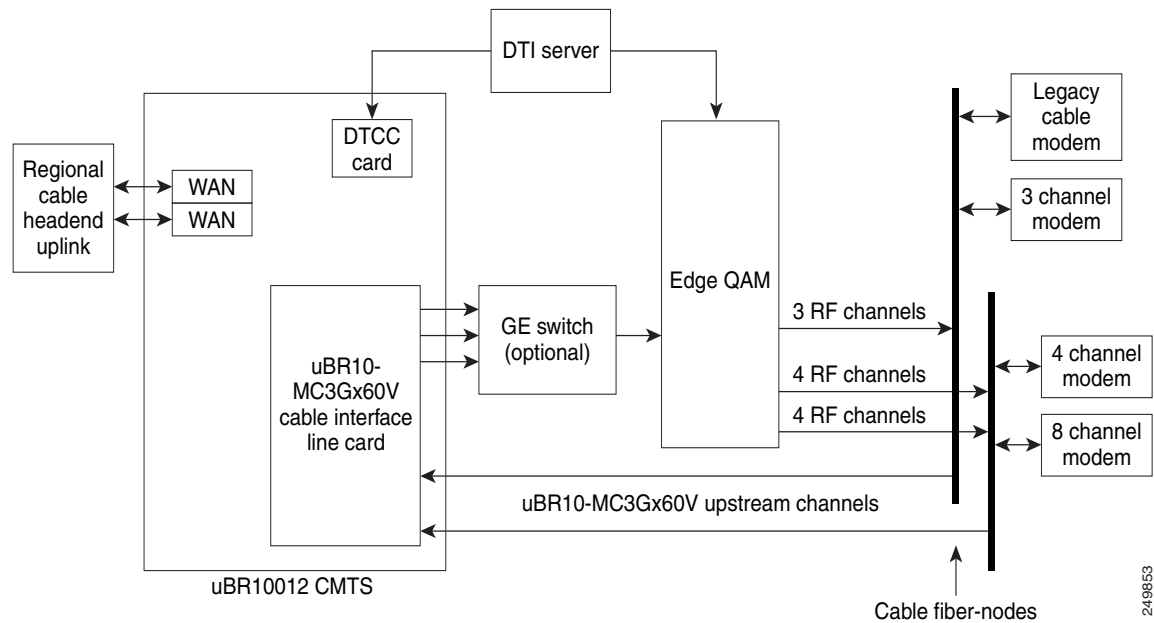 DTI server
DTCC
card
Regional
cable
headend
uplink
WAN
WAN
Edge QAM
Legacy
cable
modem
3 channel
modem
GE switch
(optional)
uBR10-
MC3Gx60V
cable interface
line card
3 RF channels
4 RF channels
4 RF channels
4 channel
modem
8 channel
modem
uBR10-MC3Gx60V upstream channels
uBR10012 CMTS
Cable fiber-nodes
249853